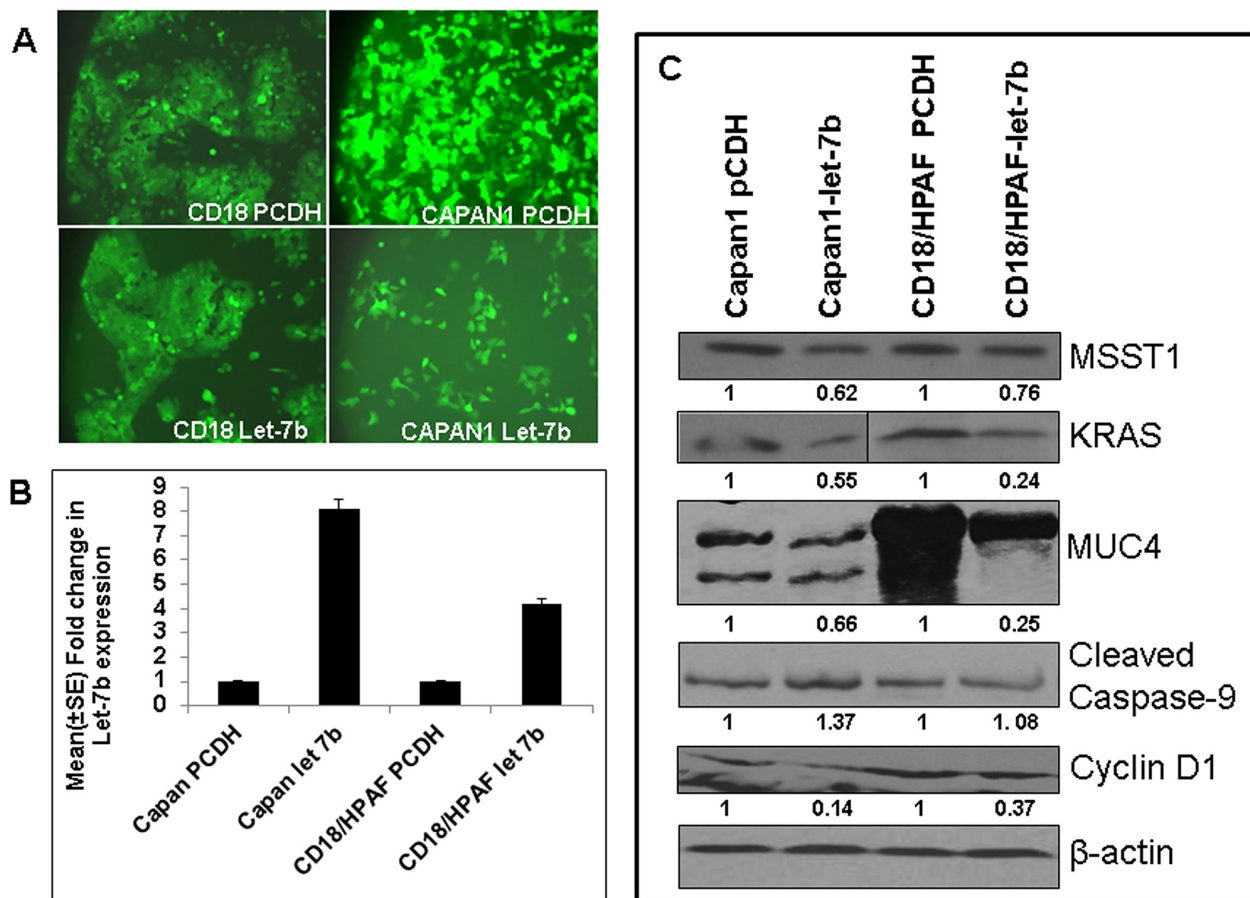 A
CD18 PCDH
CAPAN1 PCDH
CD18 Let-7b
CAPAN1 Let-7b
B
Mean(±SE) Fold change in
Let-7b expression
9
8
7
6
5
4
3
2
1
0
Capan PCDH
Capan let 7b
CD18/HPAF PCDH
CD18/HPAF let 7b
C
Capan1 pCDH
Capan1-let-7b
CD18/HPAF PCDH
CD18/HPAF-let-7b
MSST1
1 0.62 1 0.76
KRAS
1 0.55 1 0.24
MUC4
1 0.66 1 0.25
Cleaved
Caspase-9
1 1.37 1 1. 08
Cyclin D1
1 0.14 1 0.37
β-actin